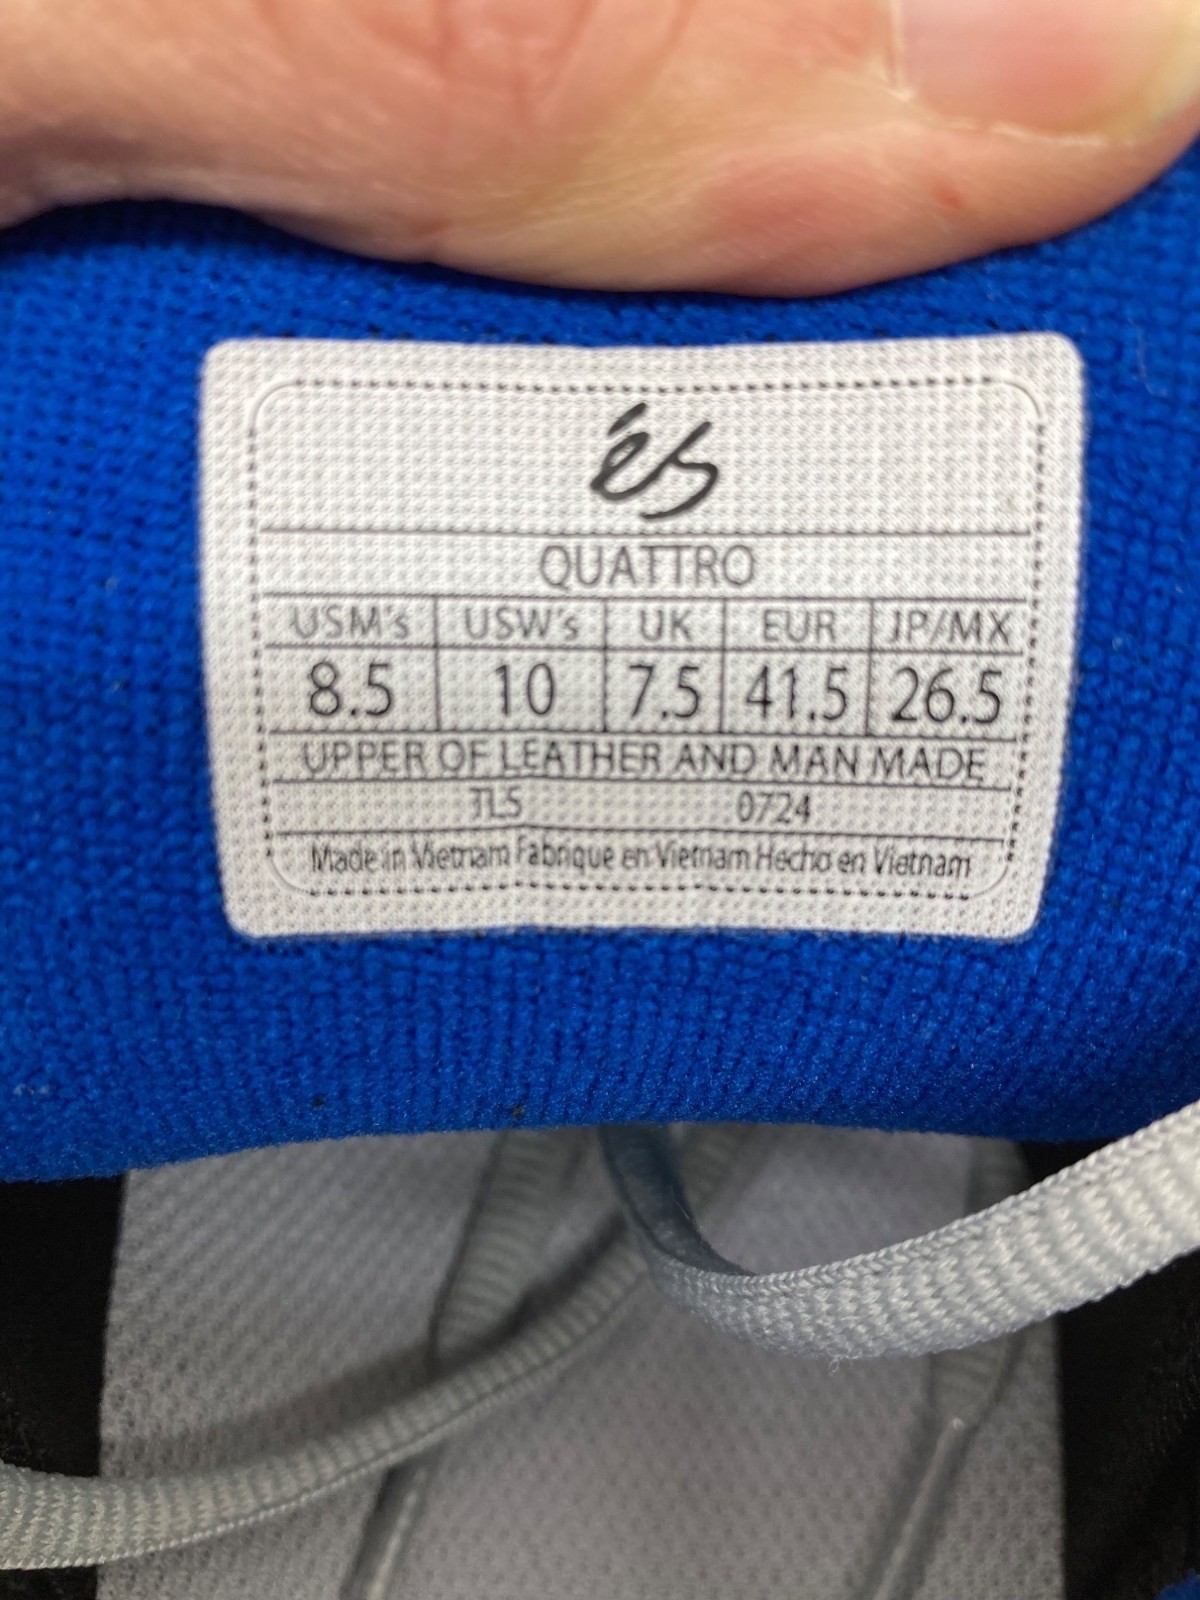 éS
QUATTRO
USM's USW's UK EUR JP/MX
8.5 10 7.5 41.5 26.5
UPPER OF LEATHER AND MAN MADE
TLS 0724
Made in Vietnam Fabrique en Vietnam Hecho en Vietnam